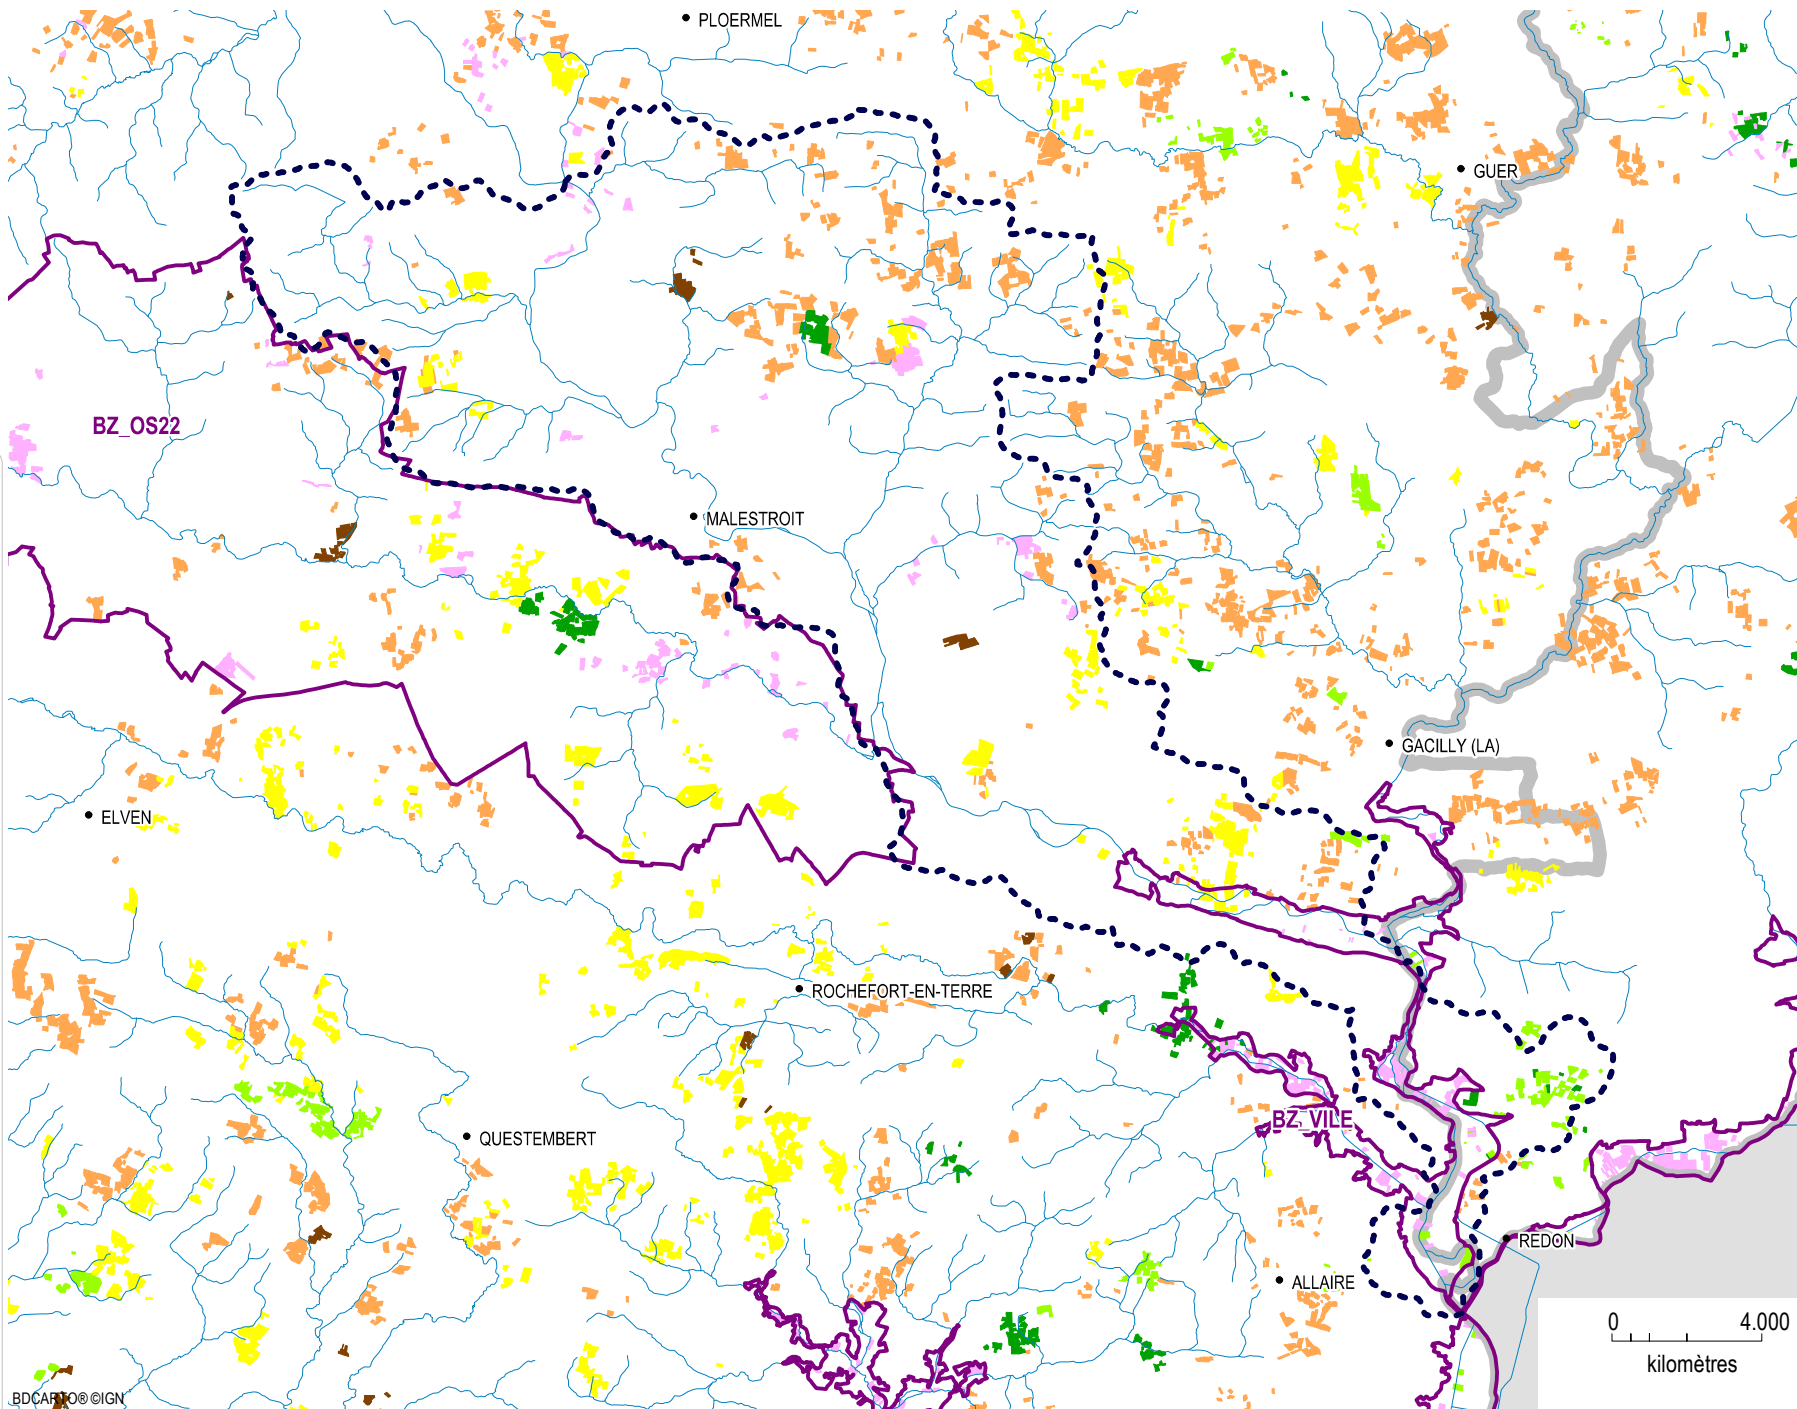 PLOERMEL
GUER
BZ_OS22
MALESTROIT
GACILLY (LA)
ELVEN
ROCHEFORT-EN-TERRE
BZ_VILE
QUESTEMBERT
REDON
ALLAIRE
0 4.000
kilomètres
BDCARTO® ©IGN